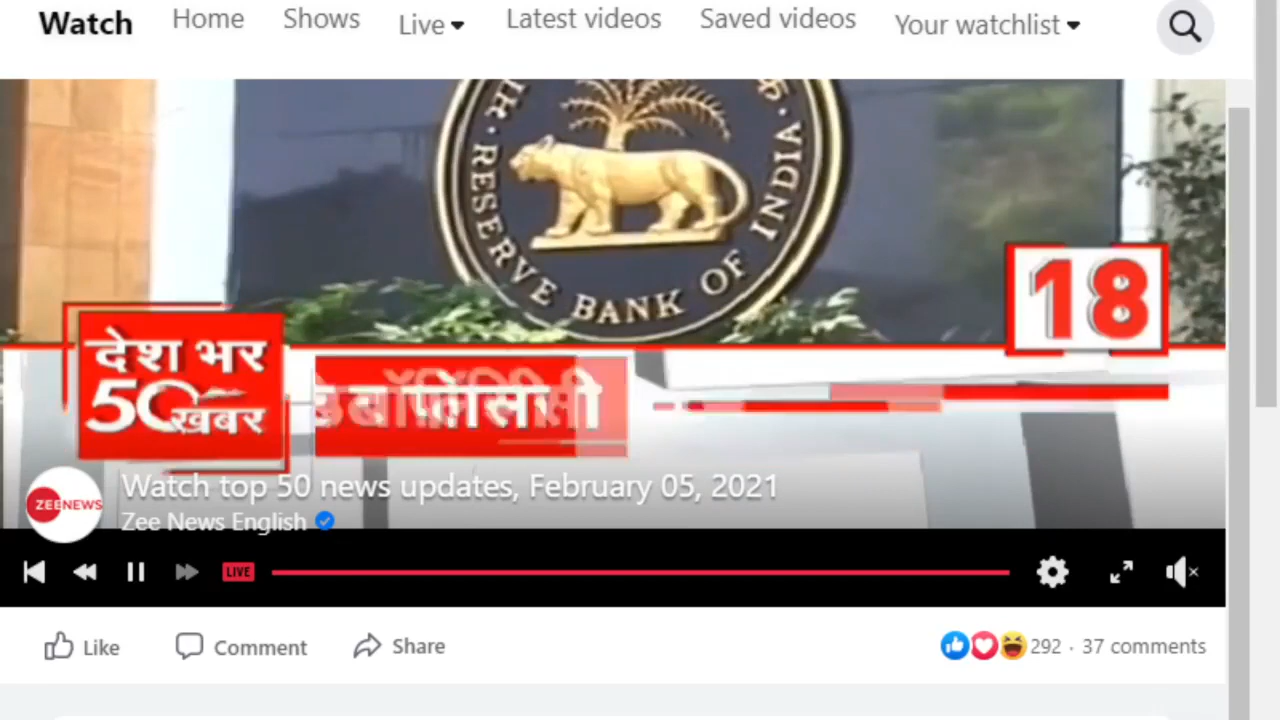 Watch Home Shows Live Latest videos Saved videos Your watchlist
RESERVE BANK OF INDIA
18
देश भर
50 खबर
ZEE NEWS
Watch top 50 news updates, February 05, 2021
Zee News English
LIVE
Like Comment Share 292 · 37 comments